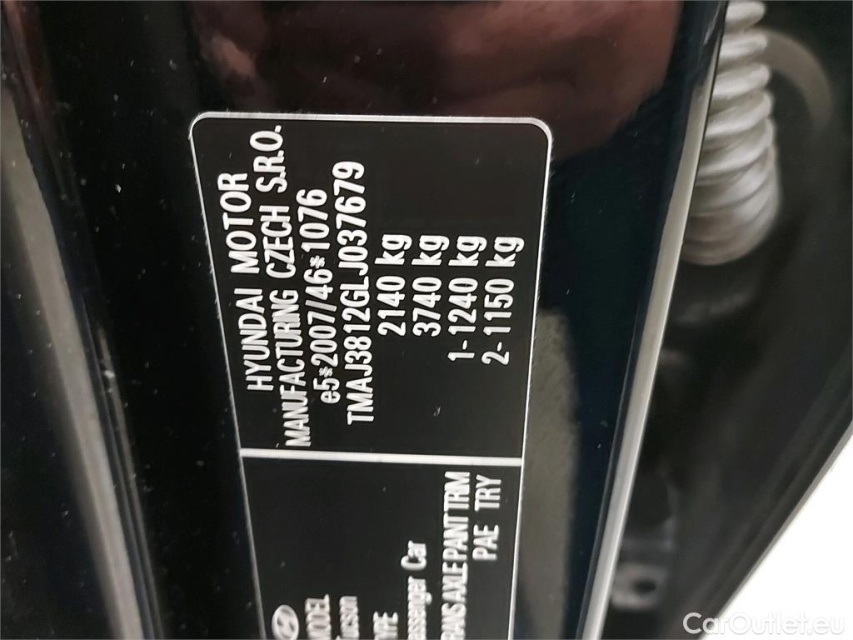 HYUNDAI MOTOR
MANUFACTURING CZECH S.R.O.
e5*2007/46*1076
TMAJ3812GLJ037679
2140 kg
3740 kg
1-1240 kg
2-1150 kg
MODEL
Tucson
TYPE
Passenger Car
TRANS AXLE PAINT TRIM
PAE TRY
CarOutlet.eu